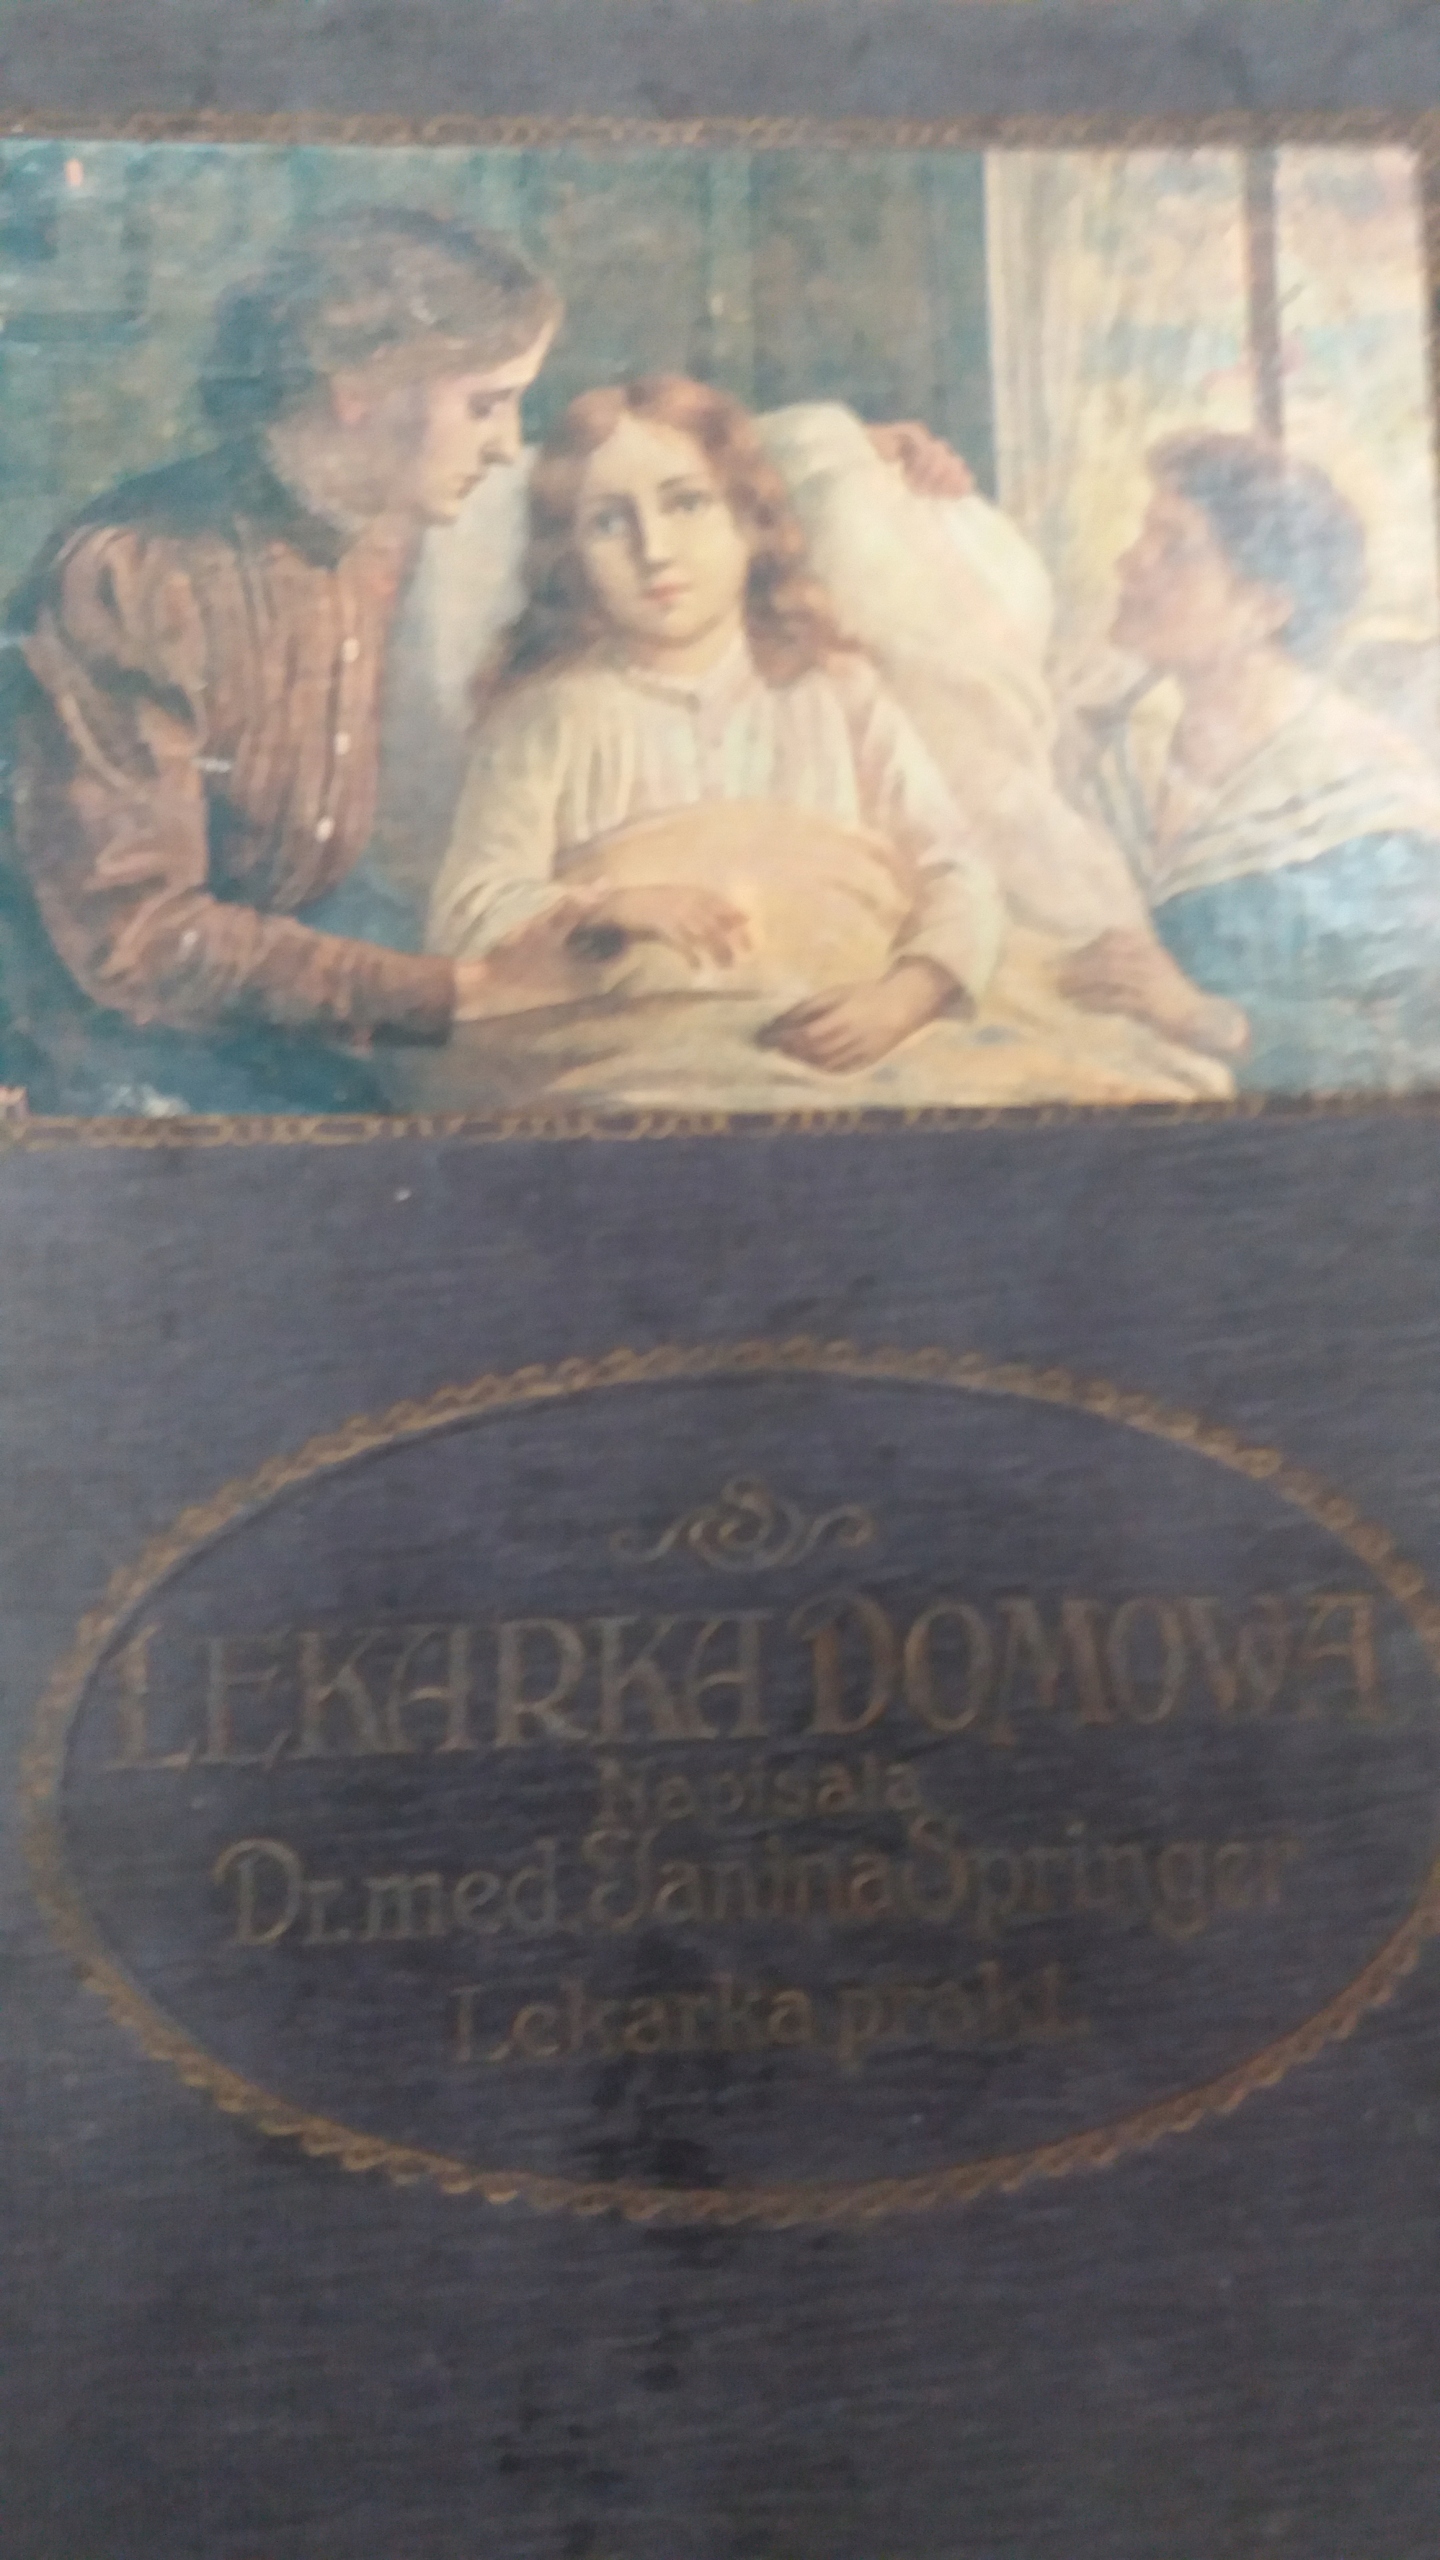 LEKARKA DOMOWA
Napisała
Dr. med. Janina Springer
Lekarka prakt.